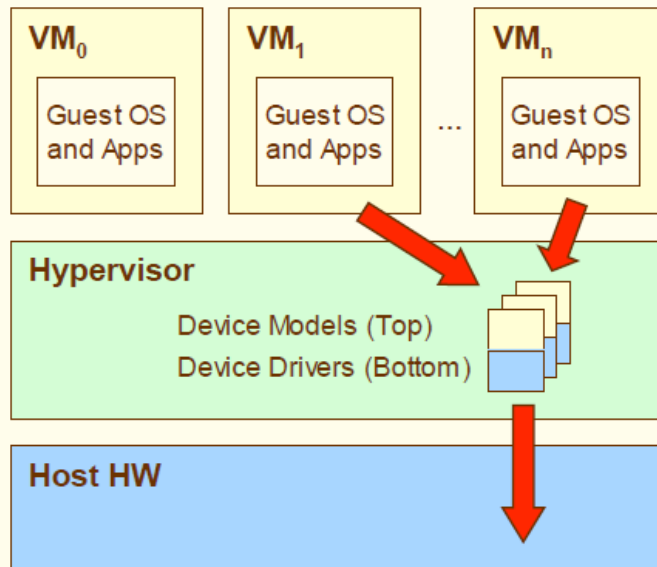 VM0
VM1
VMn
Guest OS
and Apps
Guest OS
and Apps
...
Guest OS
and Apps
Hypervisor
Device Models (Top)
Device Drivers (Bottom)
Host HW